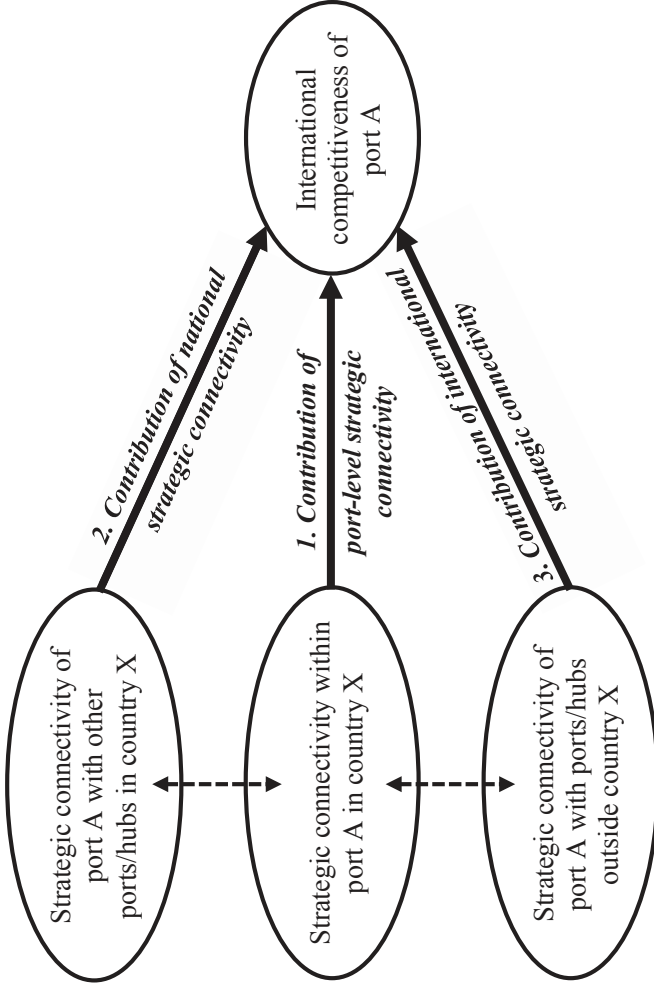 Strategic connectivity of
port A with other
ports/hubs in country X
2. Contribution of national
strategic connectivity
Strategic connectivity within
port A in country X
1. Contribution of
port-level strategic
connectivity
International
competitiveness of
port A
Strategic connectivity of
port A with ports/hubs
outside country X
3. Contribution of international
strategic connectivity